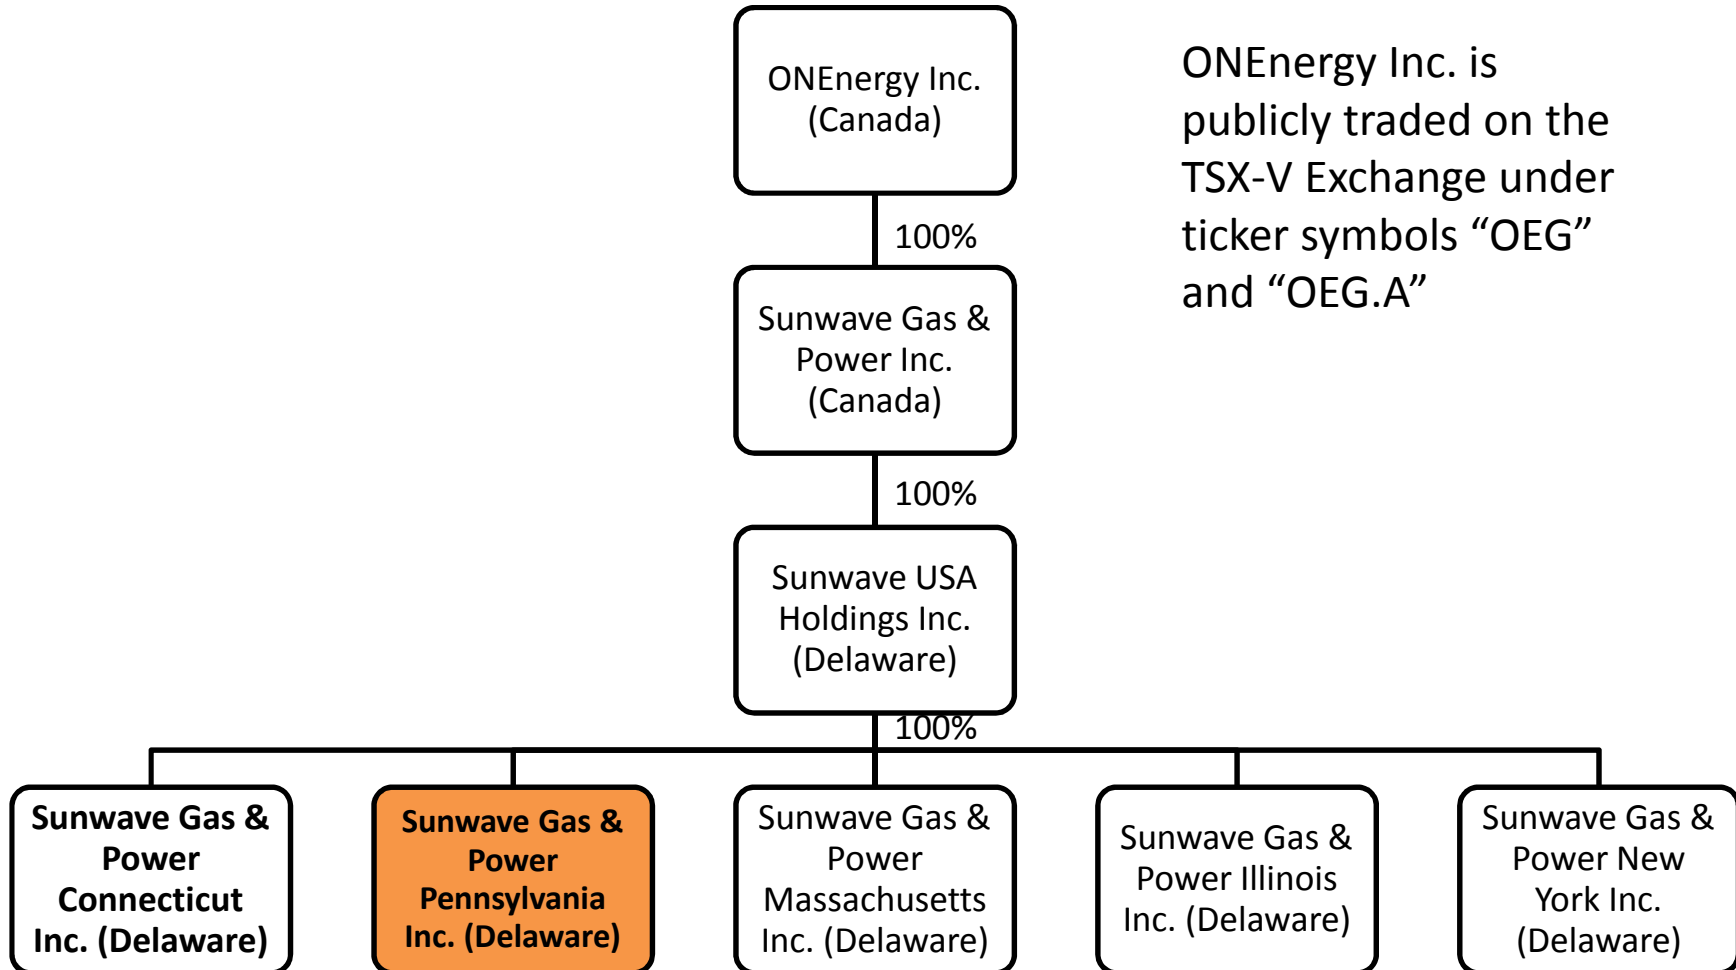 ONEnergy Inc.
(Canada)
ONEnergy Inc. is
publicly traded on the
TSX-V Exchange under
ticker symbols “OEG”
and “OEG.A”
100%
Sunwave Gas &
Power Inc.
(Canada)
100%
Sunwave USA
Holdings Inc.
(Delaware)
100%
Sunwave Gas &
Power
Connecticut
Inc. (Delaware)
Sunwave Gas &
Power
Pennsylvania
Inc. (Delaware)
Sunwave Gas &
Power
Massachusetts
Inc. (Delaware)
Sunwave Gas &
Power Illinois
Inc. (Delaware)
Sunwave Gas &
Power New
York Inc.
(Delaware)